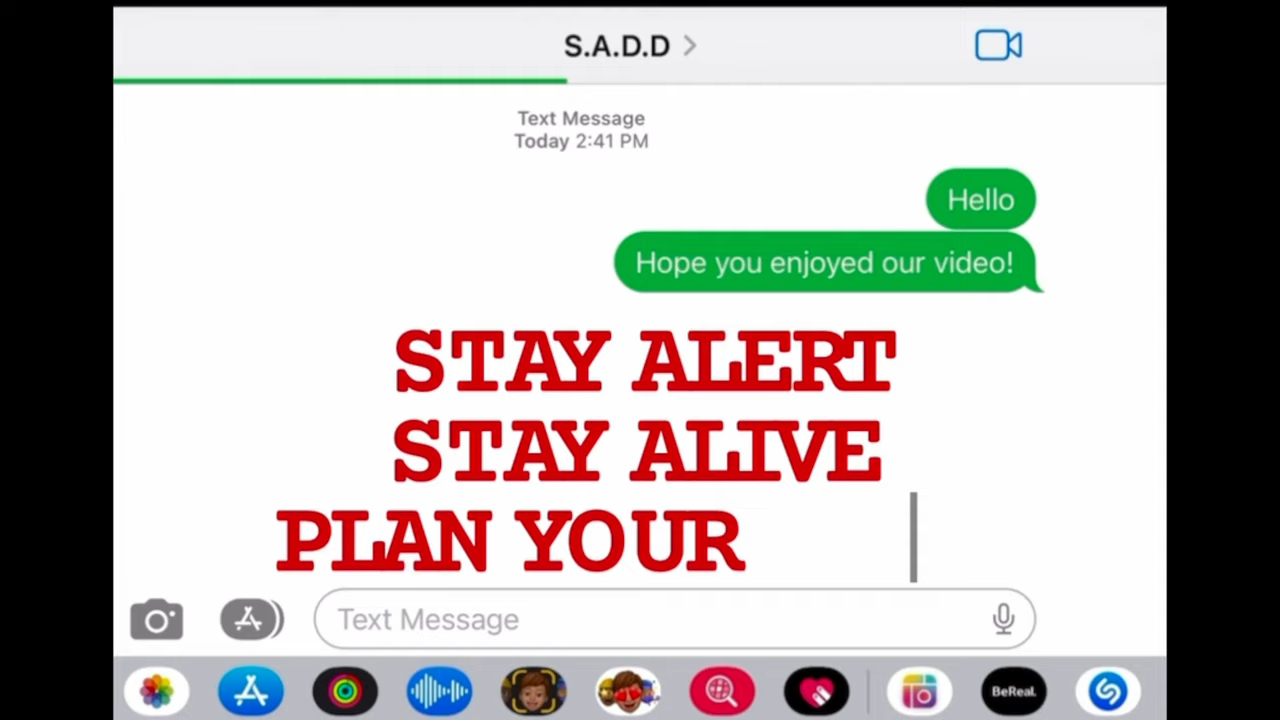 S.A.D.D
Text Message
Today 2:41 PM
Hello
Hope you enjoyed our video!
STAY ALERT
STAY ALIVE
PLAN YOUR
Text Message
BeReal.